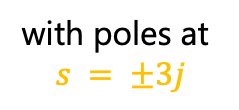 with poles at
s = ±3j